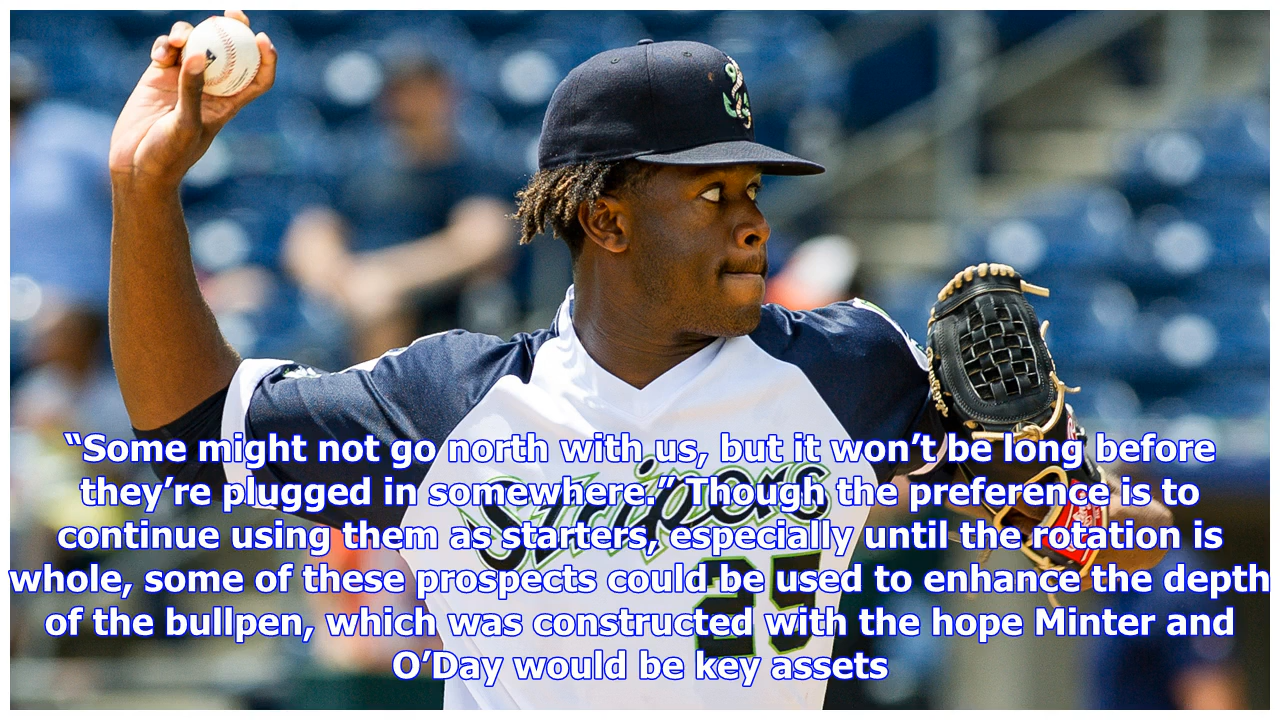 “Some might not go north with us, but it won’t be long before
they’re plugged in somewhere.” Though the preference is to
continue using them as starters, especially until the rotation is
whole, some of these prospects could be used to enhance the depth
of the bullpen, which was constructed with the hope Minter and
O’Day would be key assets
Stripers
25